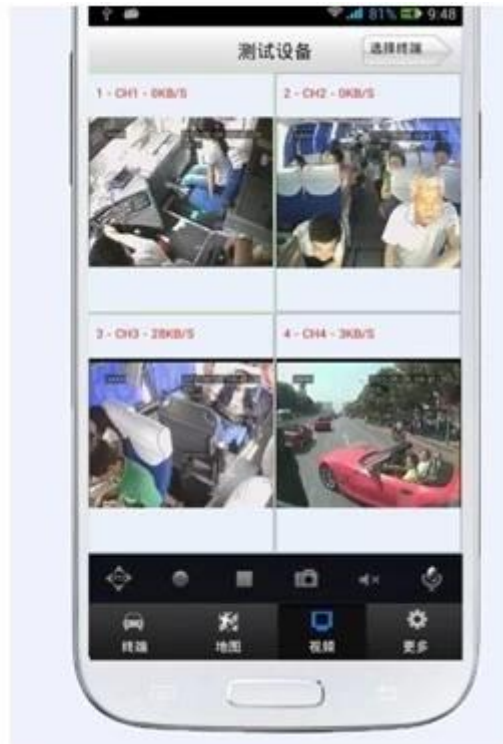 81% 9:48
测试设备
选择终端
1 - CH1 - 0KB/S
2 - CH2 - 0KB/S
3 - CH3 - 28KB/S
4 - CH4 - 3KB/S
终端
地图
视频
更多